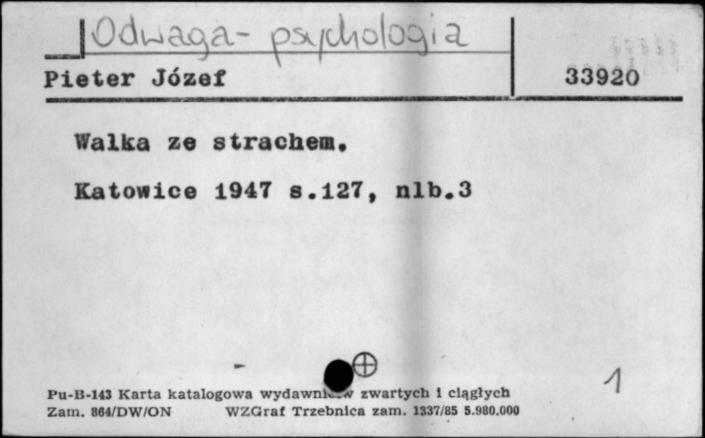 Odwaga - psychologia
Pieter Józef 33920
Walka ze strachem.
Katowice 1947 s.127, nlb.3
1
Pu-B-143 Karta katalogowa zwartych i ciągłych
Zam. 864/DW/ON WZGraf Trzebnica zam. 1337/85 5.980.000